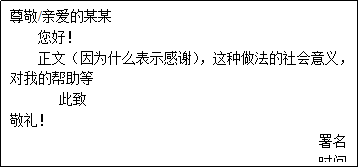 尊敬/亲爱的某某
您好！
正文（因为什么表示感谢），这种做法的社会意义，
对我的帮助等
此致
敬礼！
署名
时间